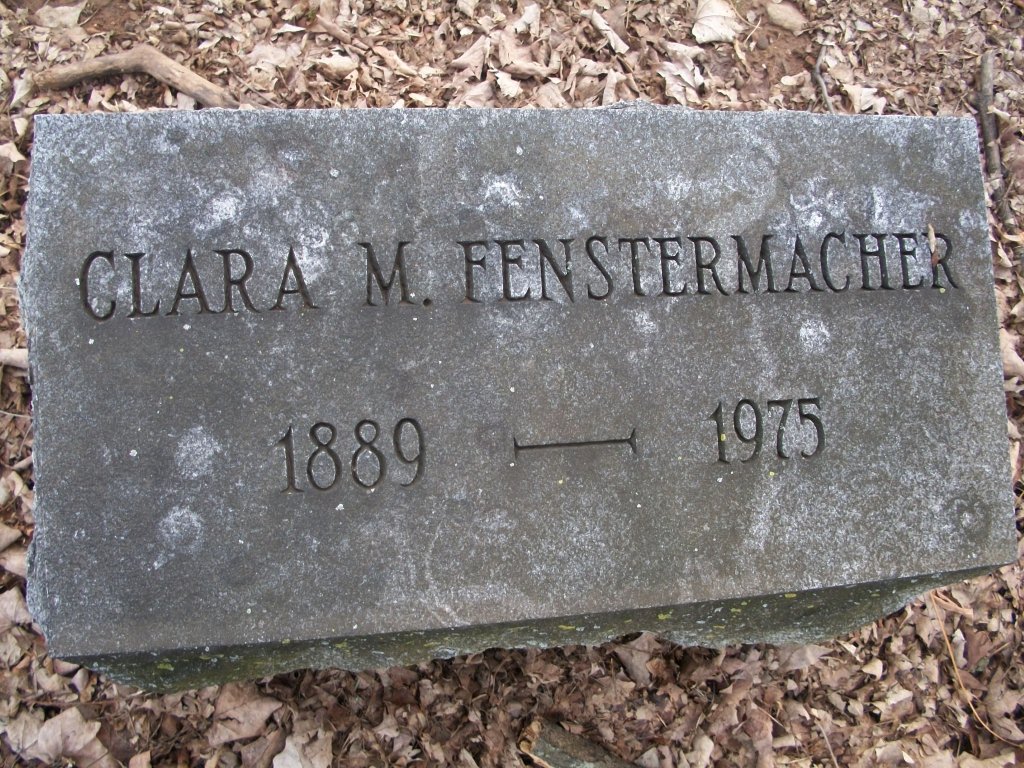 CLARA M. FENSTERMACHER
1889 — 1975